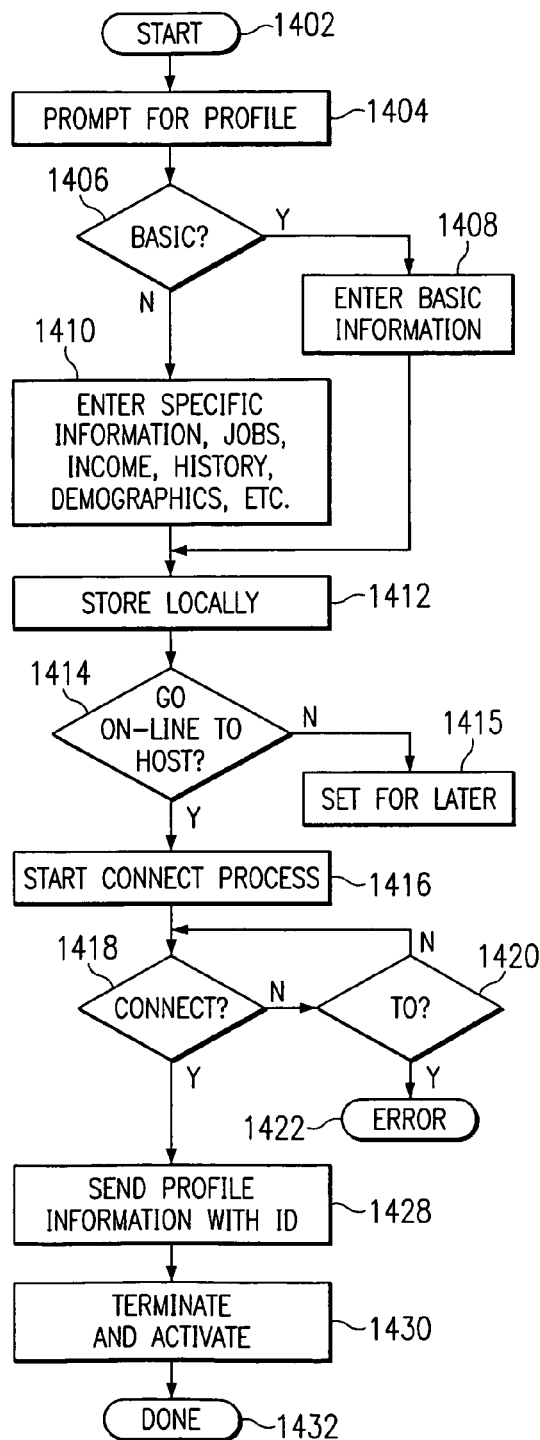 START
1402
PROMPT FOR PROFILE
1404
1406
BASIC?
Y
N
1408
ENTER BASIC
INFORMATION
1410
ENTER SPECIFIC
INFORMATION, JOBS,
INCOME, HISTORY,
DEMOGRAPHICS, ETC.
STORE LOCALLY
1412
1414
GO
ON-LINE TO
HOST?
N
Y
1415
SET FOR LATER
START CONNECT PROCESS
1416
1418
CONNECT?
N
Y
N
1420
TO?
Y
1422
ERROR
SEND PROFILE
INFORMATION WITH ID
1428
TERMINATE
AND ACTIVATE
1430
DONE
1432